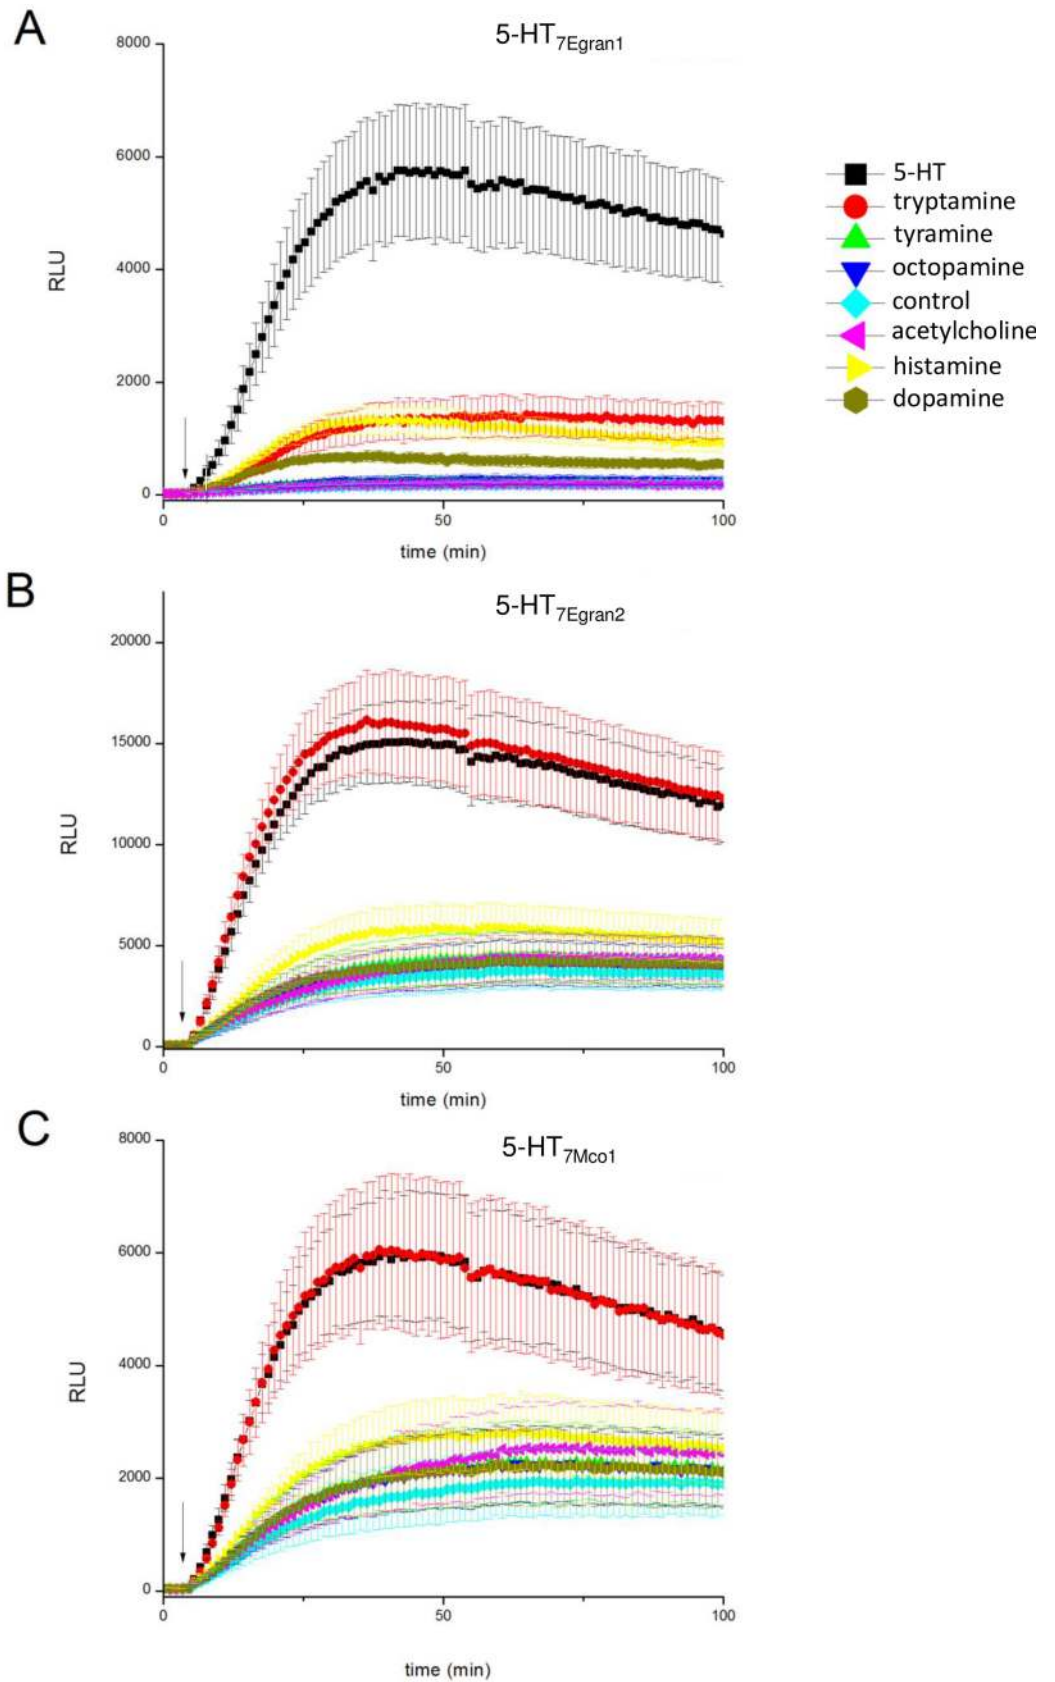 A
5-HT7Egran1
8000
6000
4000
2000
0
RLU
0 50 100
time (min)
5-HT
tryptamine
tyramine
octopamine
control
acetylcholine
histamine
dopamine
B
5-HT7Egran2
20000
15000
10000
5000
0
RLU
0 50 100
time (min)
C
5-HT7Mco1
8000
6000
4000
2000
0
RLU
0 50 100
time (min)